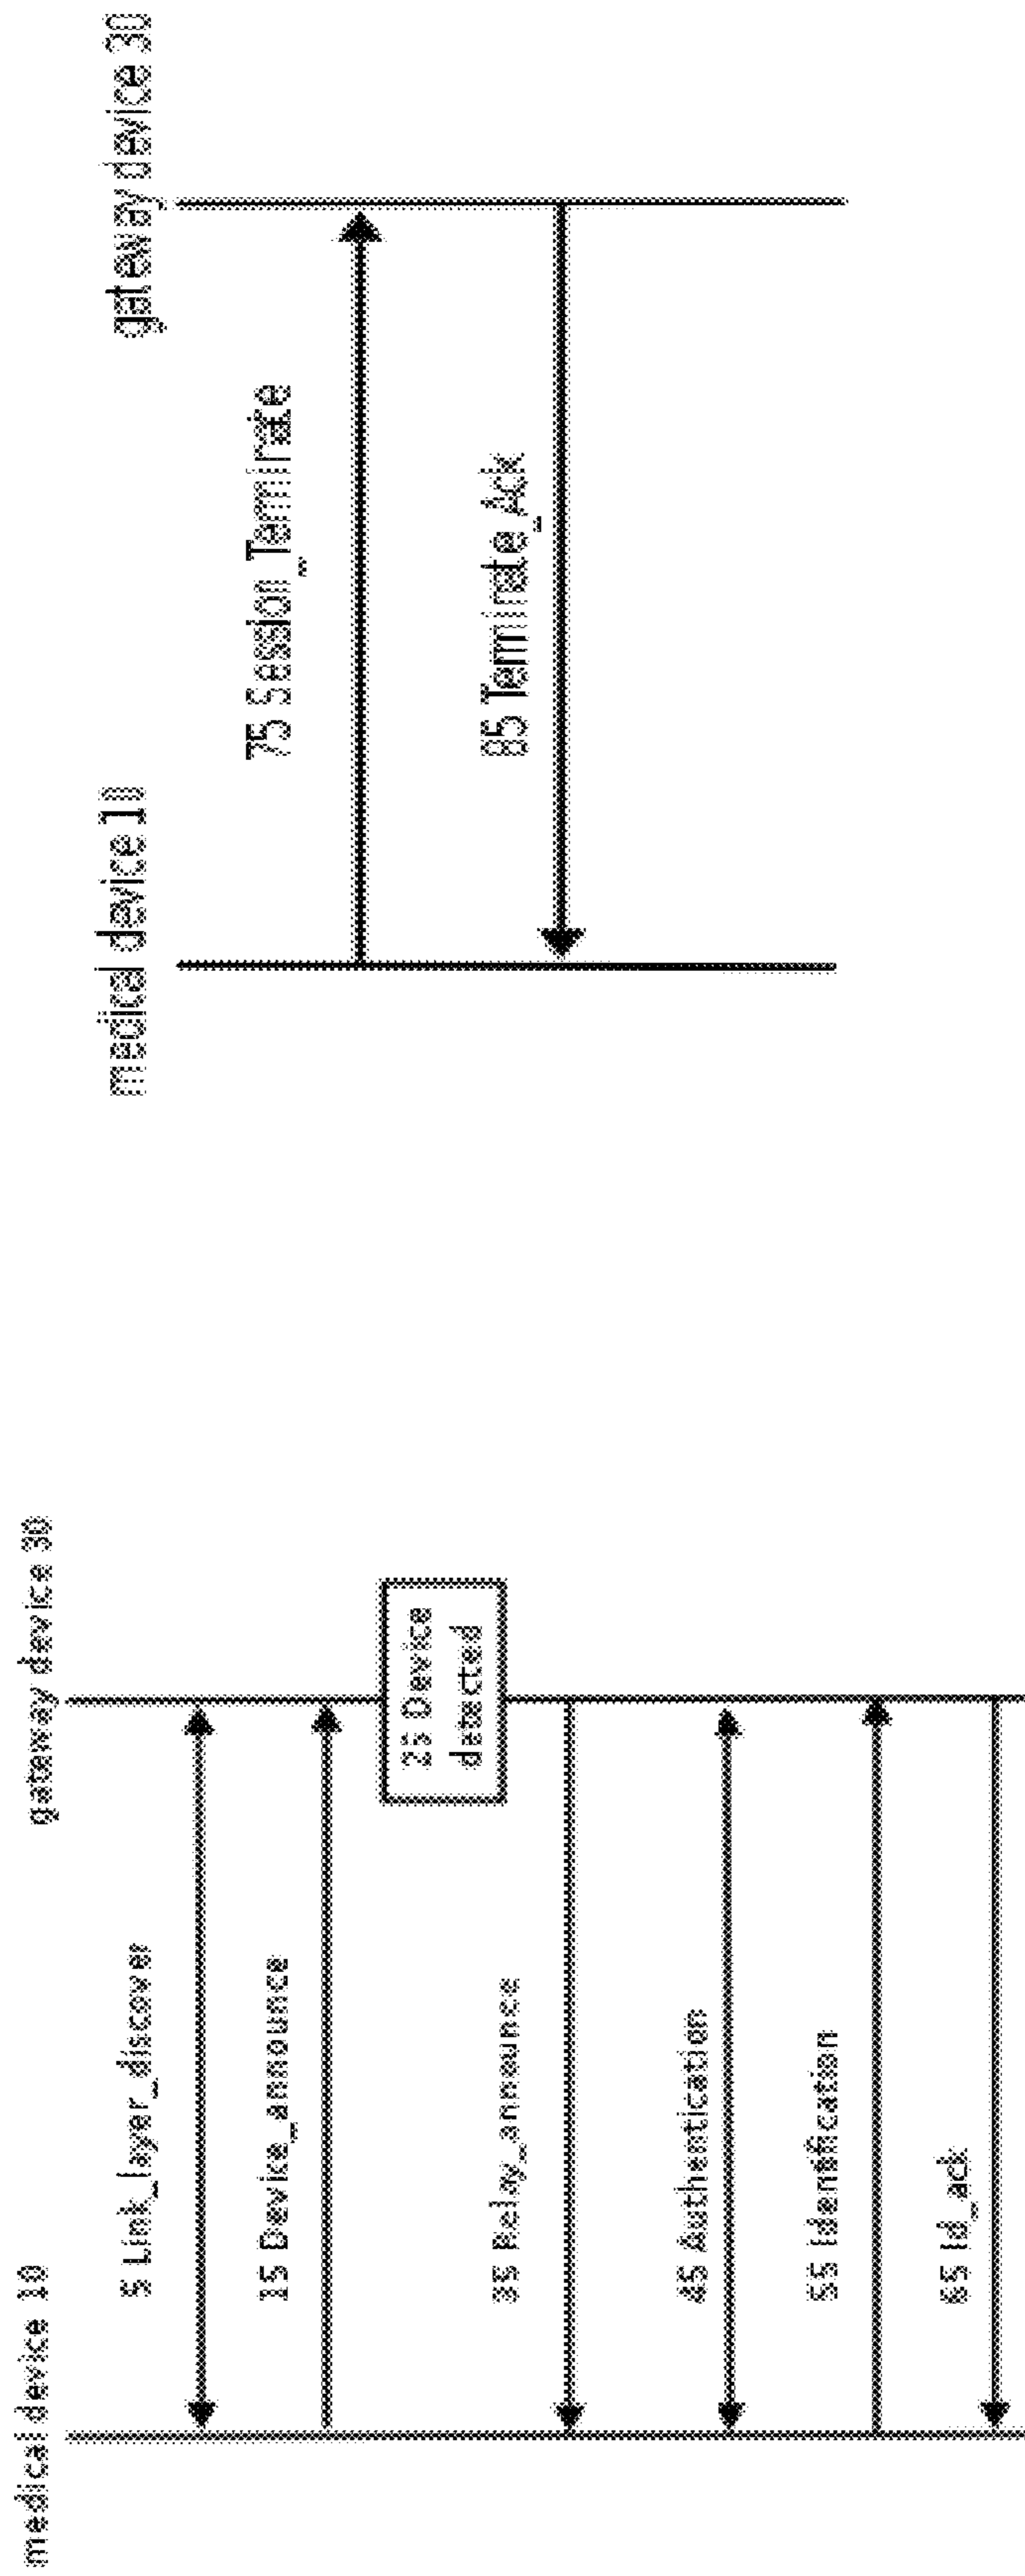 medical device 10
gateway device 30
5 Link_layer_discover
15 Device_announce
25 Device
detected
35 Relay_announce
45 Authentication
55 Identification
65 Id_ack
medical device 10
gateway device 30
75 Session_Terminate
85 Terminate_Ack